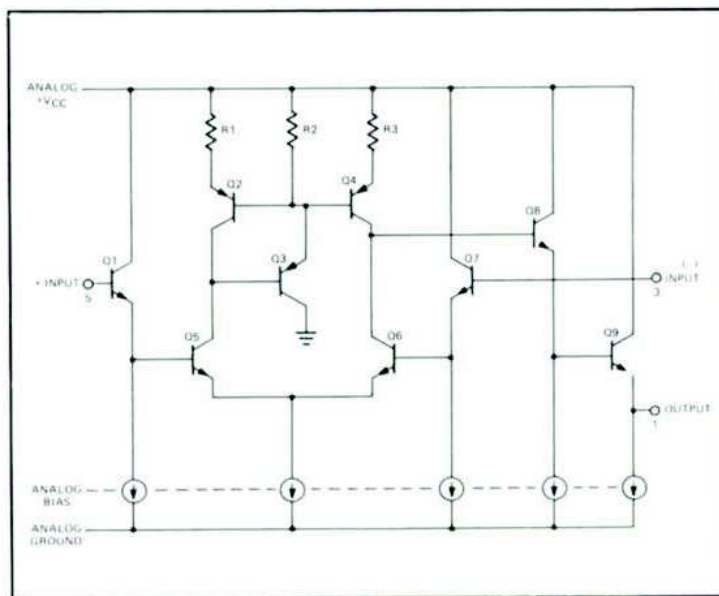 ANALOG
+VCC
R1
R2
R3
Q2
Q4
Q8
Q1
Q3
Q7
(-)
INPUT
3
+ INPUT
5
Q5
Q6
Q9
OUTPUT
1
ANALOG
BIAS
ANALOG
GROUND